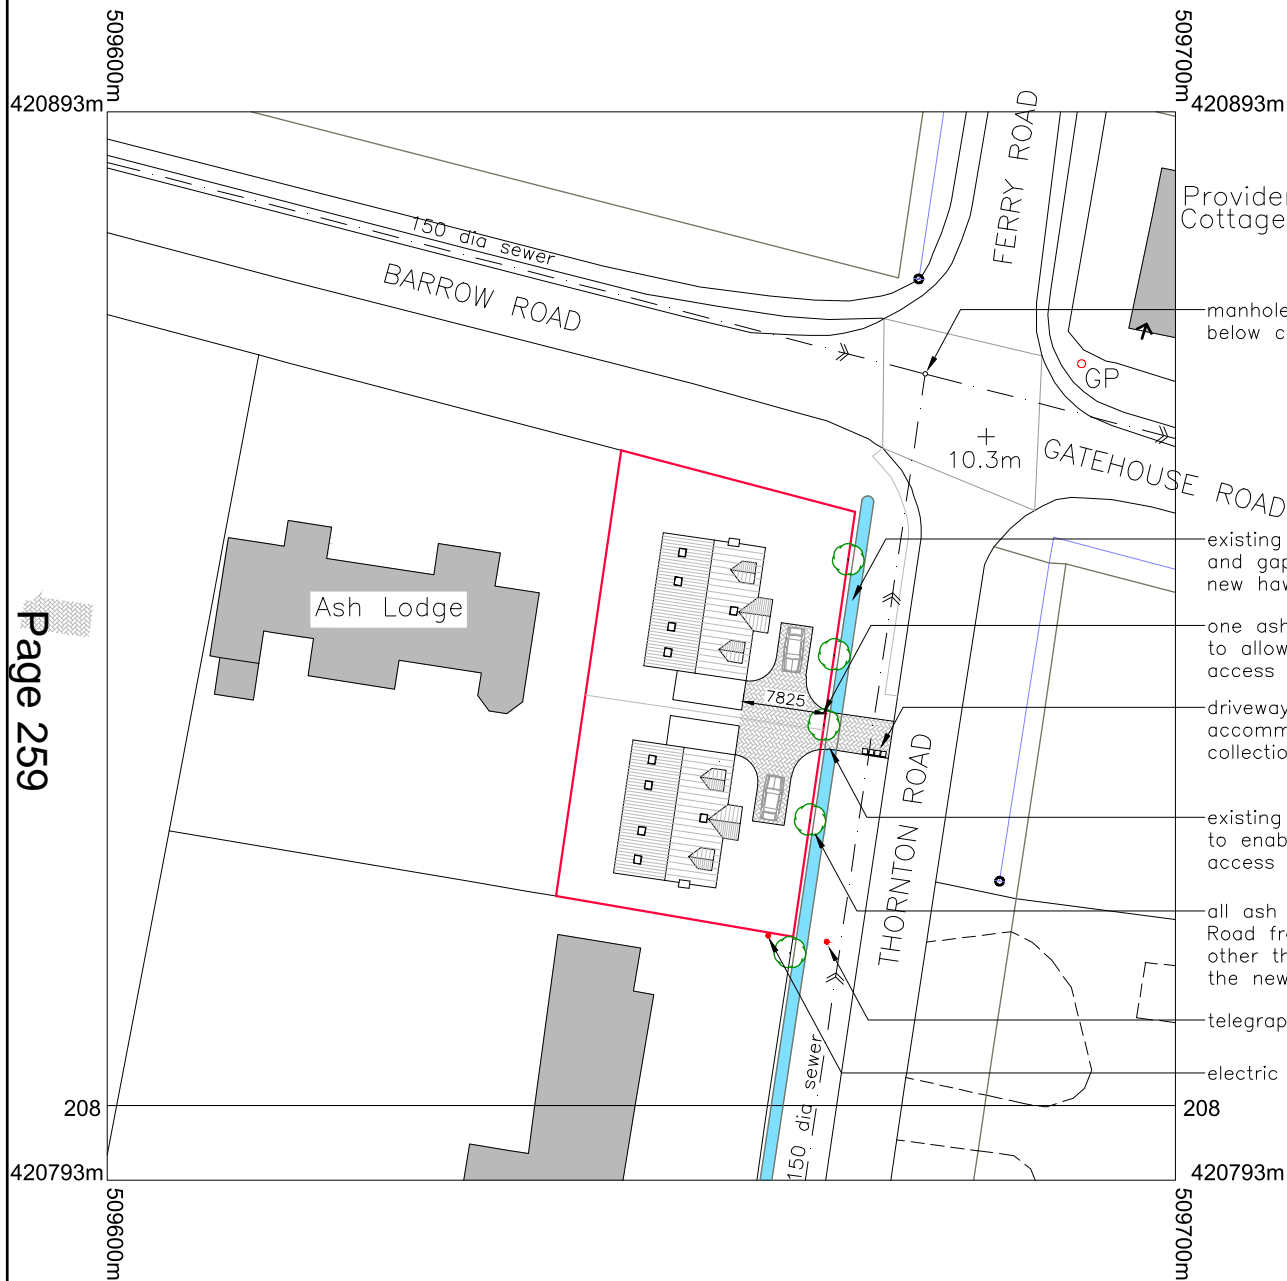 509600m
509700m
420893m
420893m
FERRY ROAD
Provider
Cottage
150 dia sewer
BARROW ROAD
manhole
below c
GP
10.3m
GATEHOUSE ROAD
existing
and gap
new haw
Ash Lodge
one ash
to allow
access
7825
driveway
accomm
collectio
Page 259
THORNTON ROAD
existing
to enab
access
all ash
Road fr
other th
the new
telegrap
150 dia sewer
electric
208
208
420793m
420793m
509600m
509700m